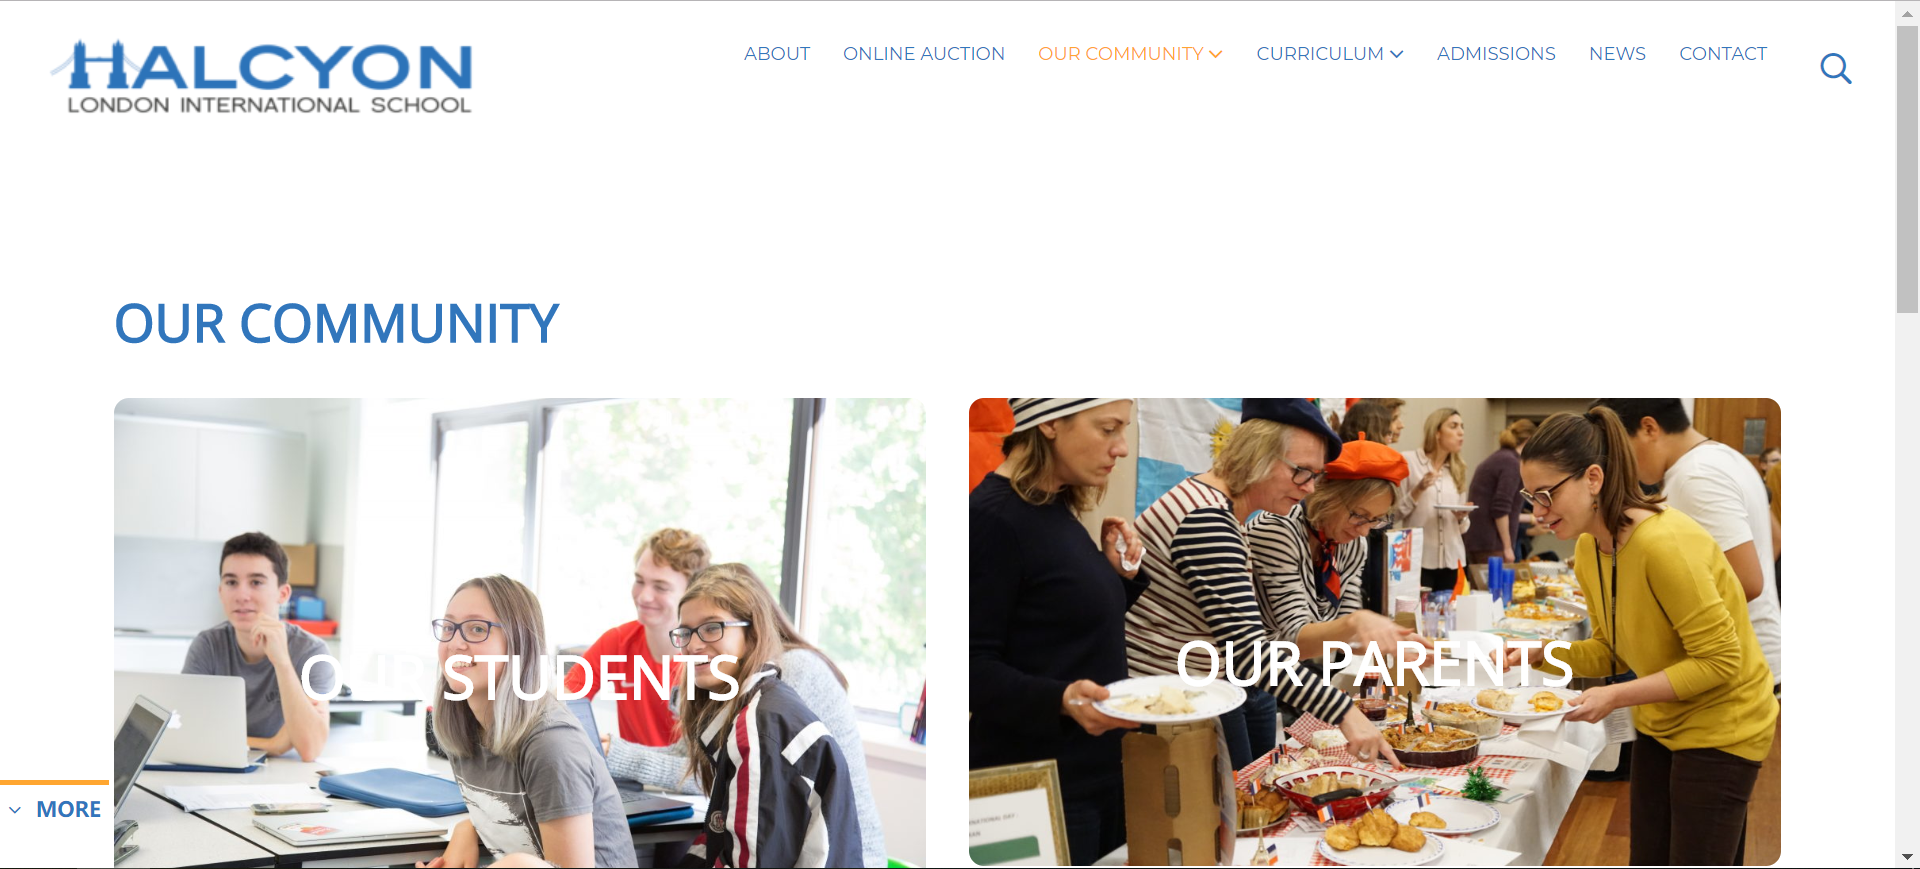 HALCYON
LONDON INTERNATIONAL SCHOOL
ABOUT
ONLINE AUCTION
OUR COMMUNITY
CURRICULUM
ADMISSIONS
NEWS
CONTACT
OUR COMMUNITY
OUR STUDENTS
OUR PARENTS
MORE